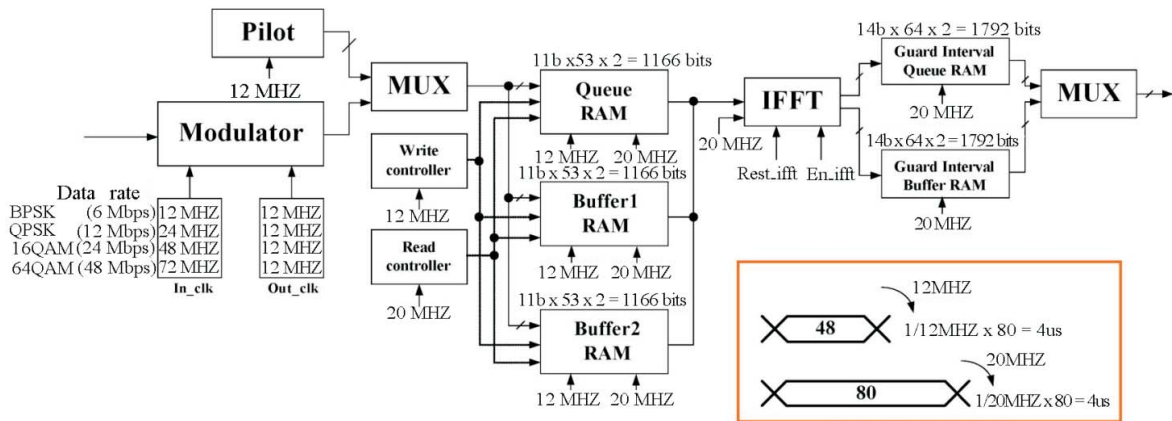 Pilot
12 MHZ
Modulator
MUX
Data rate
BPSK (6 Mbps) 12 MHZ 12 MHZ
QPSK (12 Mbps) 24 MHZ 12 MHZ
16QAM (24 Mbps) 48 MHZ 12 MHZ
64QAM (48 Mbps) 72 MHZ 12 MHZ
In_clk Out_clk
Write
controller
12 MHZ
Read
controller
20 MHZ
11b x53 x 2 = 1166 bits
Queue
RAM
12 MHZ 20 MHZ
11b x 53 x 2 = 1166 bits
Buffer1
RAM
12 MHZ 20 MHZ
11b x 53 x 2 = 1166 bits
Buffer2
RAM
12 MHZ 20 MHZ
IFFT
20 MHZ
Rest_ifft En_ifft
14b x 64 x 2 = 1792 bits
Guard Interval
Queue RAM
20 MHZ
14b x 64 x 2 = 1792 bits
Guard Interval
Buffer RAM
20 MHZ
MUX
12MHZ
48
1/12MHZ x 80 = 4us
20MHZ
80
1/20MHZ x 80 = 4us